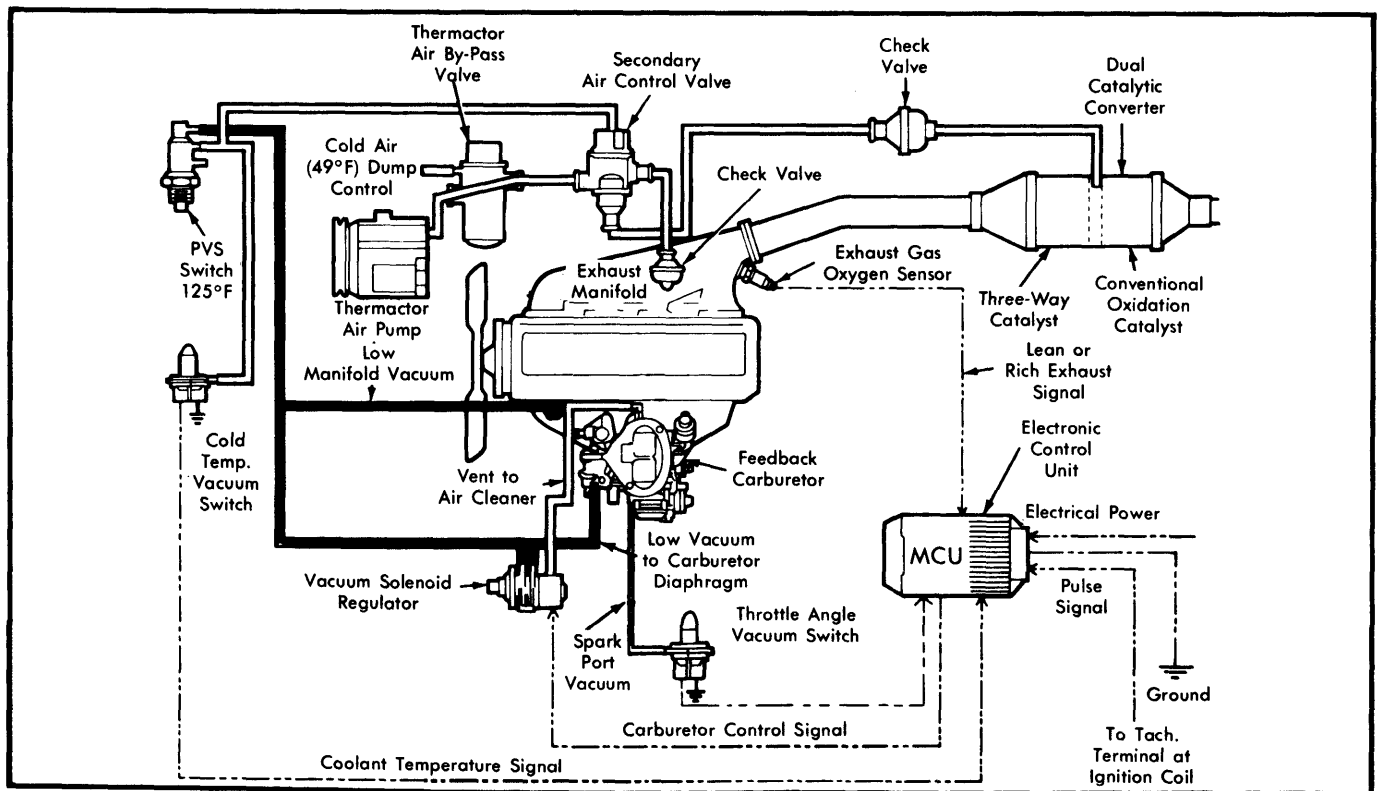 Thermactor
Air By-Pass
Valve
Secondary
Air Control Valve
Check
Valve
Dual
Catalytic
Converter
Cold Air
(49°F) Dump
Control
Check Valve
PVS
Switch
125°F
Exhaust
Manifold
Exhaust Gas
Oxygen Sensor
Three-Way
Catalyst
Conventional
Oxidation
Catalyst
Thermactor
Air Pump
Low
Manifold Vacuum
Lean or
Rich Exhaust
Signal
Cold
Temp.
Vacuum
Switch
Vent to
Air Cleaner
Feedback
Carburetor
Electronic
Control
Unit
Electrical Power
MCU
Low Vacuum
to Carburetor
Diaphragm
Vacuum Solenoid
Regulator
Pulse
Signal
Throttle Angle
Vacuum Switch
Spark
Port
Vacuum
Ground
Carburetor Control Signal
Coolant Temperature Signal
To Tach.
Terminal at
Ignition Coil